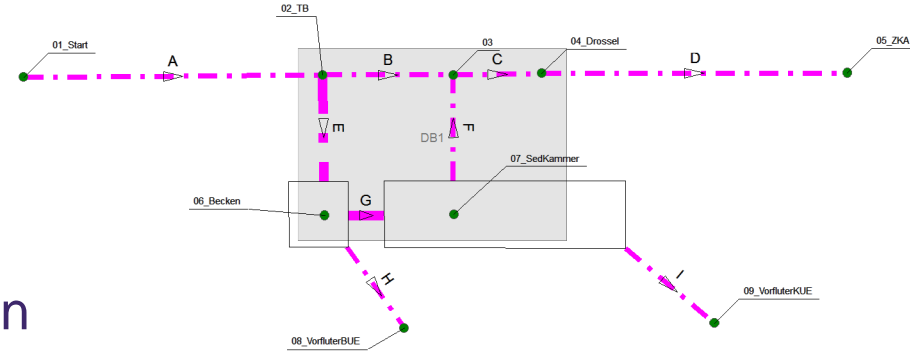 02_TB
01_Start
03
04_Drossel
05_ZKA
A
B
C
D
E
F
DB1
07_SedKammer
06_Becken
G
H
I
09_VorfluterKUE
n
08_VorfluterBUE